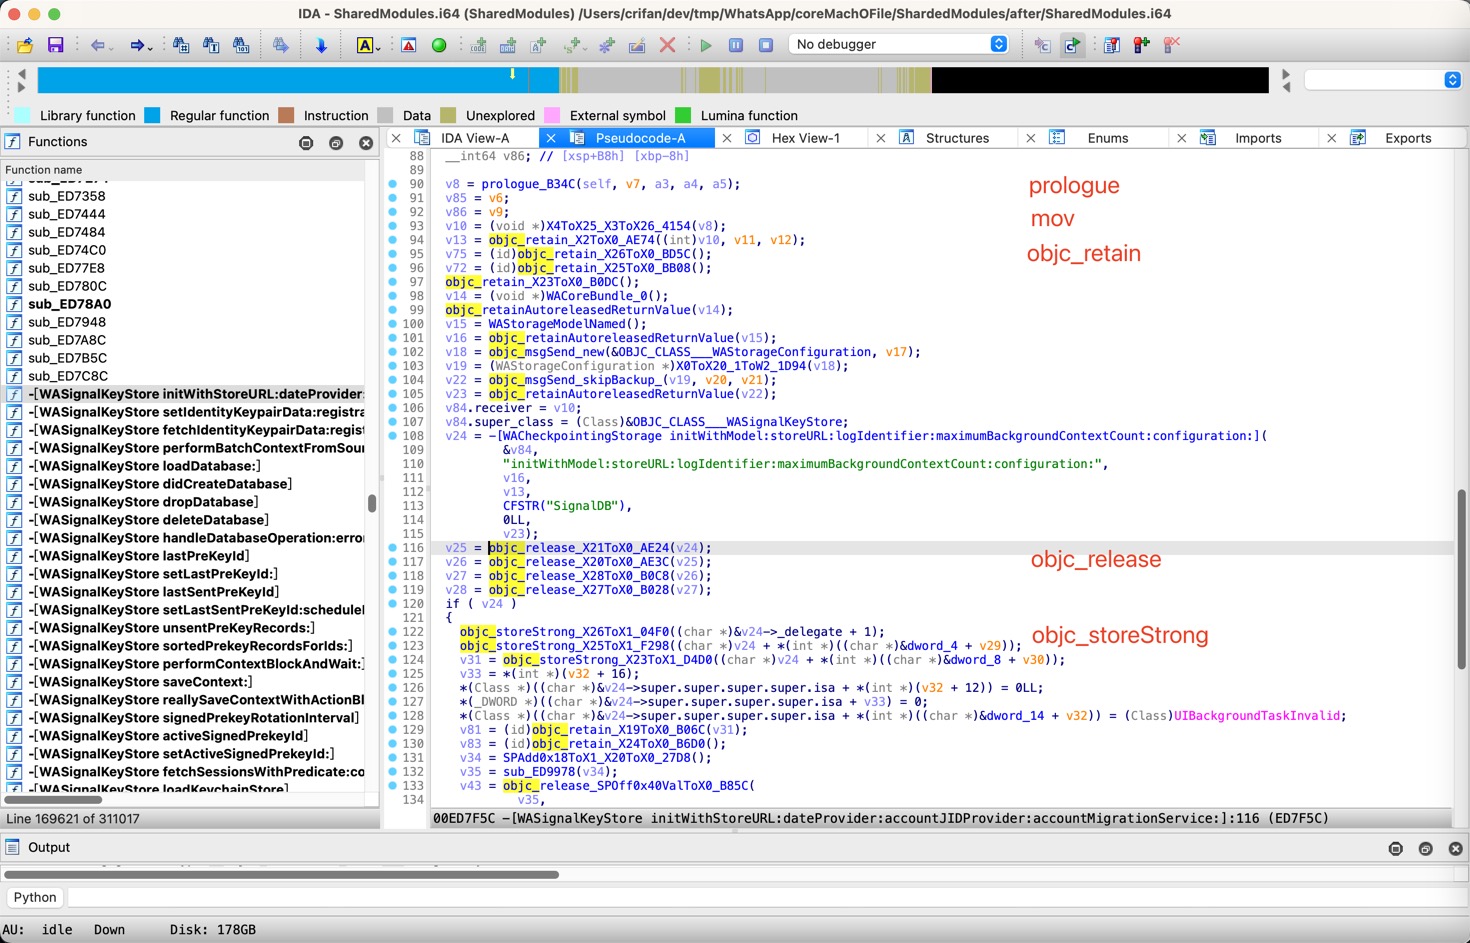 IDA - SharedModules.i64 (SharedModules) /Users/crifan/dev/tmp/WhatsApp/coreMachOFile/ShardedModules/after/SharedModules.i64
No debugger
Library function Regular function Instruction Data Unexplored External symbol Lumina function
Functions
IDA View-A Pseudocode-A Hex View-1 Structures Enums Imports Exports
Function name
sub_ED7358
sub_ED7444
sub_ED7484
sub_ED74C0
sub_ED77E8
sub_ED780C
sub_ED78A0
sub_ED7948
sub_ED7A8C
sub_ED7B5C
sub_ED7C8C
-[WASignalKeyStore initWithStoreURL:dateProvider:
-[WASignalKeyStore setIdentityKeypairData:registra
-[WASignalKeyStore fetchIdentityKeypairData:regist
-[WASignalKeyStore performBatchContextFromSour
-[WASignalKeyStore loadDatabase:]
-[WASignalKeyStore didCreateDatabase]
-[WASignalKeyStore dropDatabase]
-[WASignalKeyStore deleteDatabase]
-[WASignalKeyStore handleDatabaseOperation:erro
-[WASignalKeyStore lastPreKeyId]
-[WASignalKeyStore setLastPreKeyId:]
-[WASignalKeyStore lastSentPreKeyId]
-[WASignalKeyStore setLastSentPreKeyId:schedulel
-[WASignalKeyStore unsentPreKeyRecords:]
-[WASignalKeyStore sortedPrekeyRecordsForIds:]
-[WASignalKeyStore performContextBlockAndWait:]
-[WASignalKeyStore saveContext:]
-[WASignalKeyStore reallySaveContextWithActionBl
-[WASignalKeyStore signedPrekeyRotationInterval]
-[WASignalKeyStore activeSignedPrekeyId]
-[WASignalKeyStore setActiveSignedPrekeyId:]
-[WASignalKeyStore fetchSessionsWithPredicate:co
-[WASignalKeyStore loadKeychainStore]
Line 169621 of 311017
88 __int64 v86; // [xsp+B8h] [xbp-8h]
89
90 v8 = prologue_B34C(self, v7, a3, a4, a5);
91 v85 = v6;
92 v86 = v9;
93 v10 = (void *)X4ToX25_X3ToX26_4154(v8);
94 v13 = objc_retain_X2ToX0_AE74((int)v10, v11, v12);
95 v75 = (id)objc_retain_X26ToX0_BD5C();
96 v72 = (id)objc_retain_X25ToX0_BB08();
97 objc_retain_X23ToX0_B0DC();
98 v14 = (void *)WACoreBundle_0();
99 objc_retainAutoreleasedReturnValue(v14);
100 v15 = WAStorageModelNamed();
101 v16 = objc_retainAutoreleasedReturnValue(v15);
102 v18 = objc_msgSend_new(&OBJC_CLASS___WAStorageConfiguration, v17);
103 v19 = (WAStorageConfiguration *)X0ToX20_1ToW2_1D94(v18);
104 v22 = objc_msgSend_skipBackup_(v19, v20, v21);
105 v23 = objc_retainAutoreleasedReturnValue(v22);
106 v84.receiver = v10;
107 v84.super_class = (Class)&OBJC_CLASS___WASignalKeyStore;
108 v24 = -[WACheckpointingStorage initWithModel:storeURL:logIdentifier:maximumBackgroundContextCount:configuration:](
109 &v84,
110 "initWithModel:storeURL:logIdentifier:maximumBackgroundContextCount:configuration:",
111 v16,
112 v13,
113 CFSTR("SignalDB"),
114 0LL,
115 v23);
116 v25 = objc_release_X21ToX0_AE24(v24);
117 v26 = objc_release_X20ToX0_AE3C(v25);
118 v27 = objc_release_X28ToX0_B0C8(v26);
119 v28 = objc_release_X27ToX0_B028(v27);
120 if ( v24 )
121 {
122 objc_storeStrong_X26ToX1_04F0((char *)&v24->_delegate + 1);
123 objc_storeStrong_X25ToX1_F298((char *)v24 + *(int *)((char *)&dword_4 + v29));
124 v31 = objc_storeStrong_X23ToX1_D4D0((char *)v24 + *(int *)((char *)&dword_8 + v30));
125 v33 = *(int *)(v32 + 16);
126 *(Class *)((char *)&v24->super.super.super.super.isa + *(int *)(v32 + 12)) = 0LL;
127 *(_DWORD *)((char *)&v24->super.super.super.super.isa + v33) = 0;
128 *(Class *)((char *)&v24->super.super.super.super.isa + *(int *)((char *)&dword_14 + v32)) = (Class)UIBackgroundTaskInvalid;
129 v81 = (id)objc_retain_X19ToX0_B06C(v31);
130 v83 = (id)objc_retain_X24ToX0_B6D0();
131 v34 = SPAdd0x18ToX1_X20ToX0_27D8();
132 v35 = sub_ED9978(v34);
133 v43 = objc_release_SPOff0x40ValToX0_B85C(
134 v35,
prologue
mov
objc_retain
objc_release
objc_storeStrong
00ED7F5C -[WASignalKeyStore initWithStoreURL:dateProvider:accountJIDProvider:accountMigrationService:]:116 (ED7F5C)
Output
Python
AU: idle Down Disk: 178GB